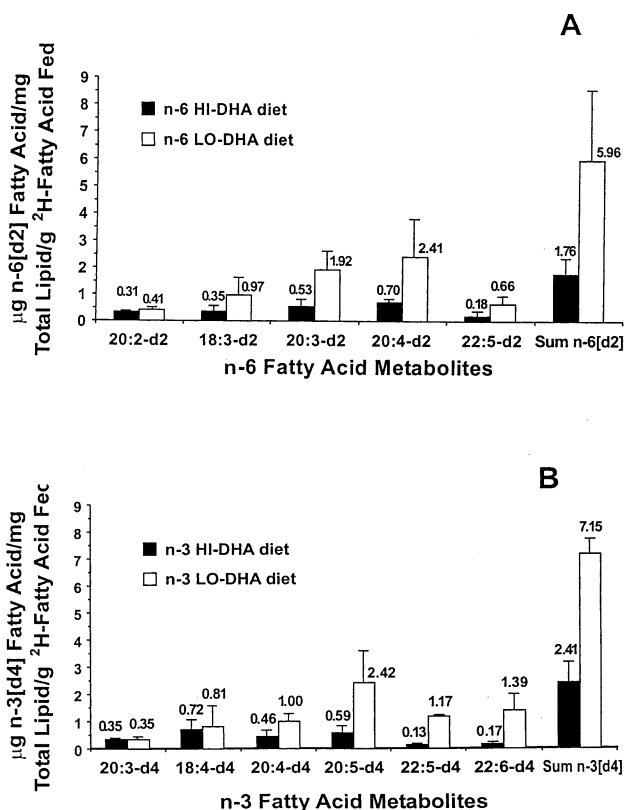 A
µg n-6[d2] Fatty Acid/mg
Total Lipid/g ²H-Fatty Acid Fed
9
8
7
6
5
4
3
2
1
0
n-6 HI-DHA diet
n-6 LO-DHA diet
0.31 0.41 0.35 0.97 0.53 1.92 0.70 2.41 0.18 0.66 1.76 5.96
20:2-d2 18:3-d2 20:3-d2 20:4-d2 22:5-d2 Sum n-6[d2]
n-6 Fatty Acid Metabolites
B
µg n-3[d4] Fatty Acid/mg
Total Lipid/g ²H-Fatty Acid Fec
9
8
7
6
5
4
3
2
1
0
n-3 HI-DHA diet
n-3 LO-DHA diet
0.35 0.35 0.72 0.81 0.46 1.00 0.59 2.42 0.13 1.17 0.17 1.39 2.41 7.15
20:3-d4 18:4-d4 20:4-d4 20:5-d4 22:5-d4 22:6-d4 Sum n-3[d4]
n-3 Fatty Acid Metabolites